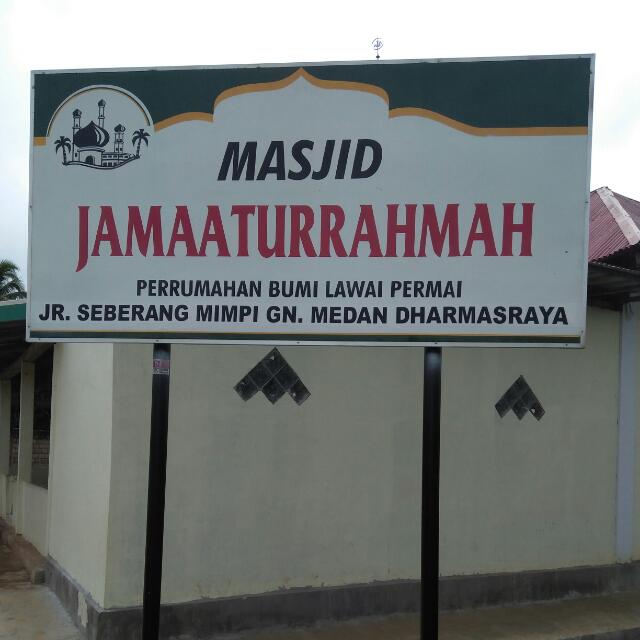 MASJID
JAMAATURRAHMAH
PERRUMAHAN BUMI LAWAI PERMAI
JR. SEBERANG MIMPI GN. MEDAN DHARMASRAYA